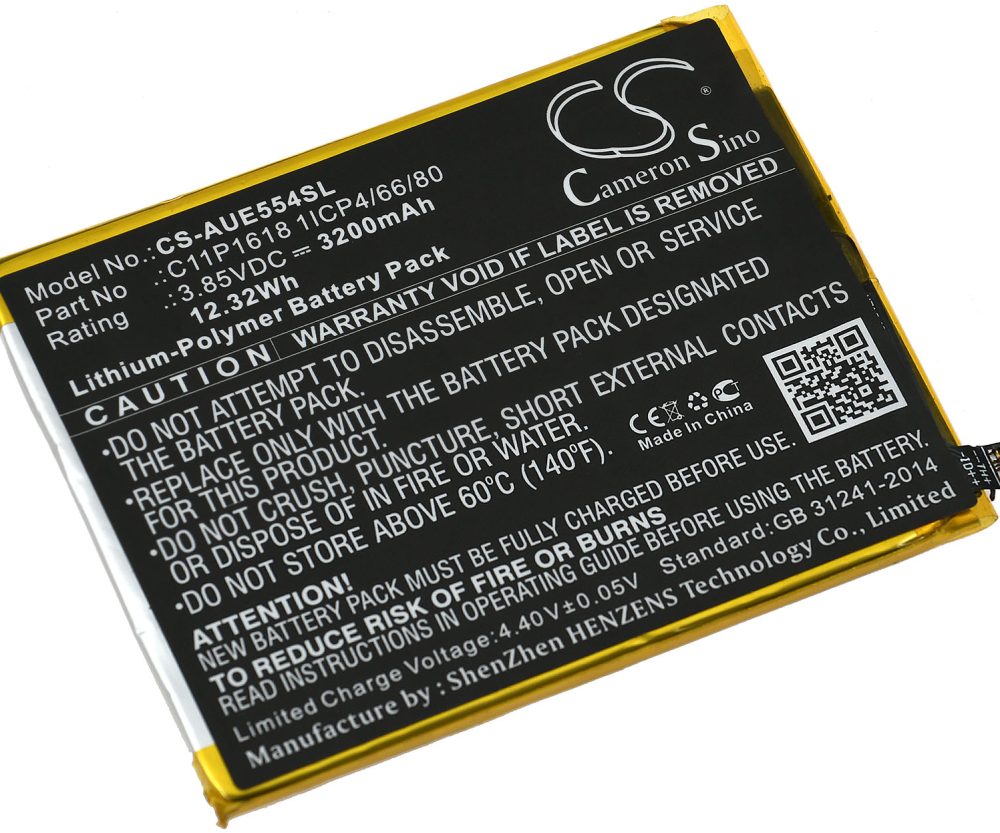 CS ®
Cameron Sino
Model No.:CS-AUE554SL
Part No :C11P1618 1ICP4/66/80
Rating :3.85VDC ⎓ 3200mAh
12.32Wh
Lithium-Polymer Battery Pack
CAUTION WARRANTY VOID IF LABEL IS REMOVED
•DO NOT ATTEMPT TO DISASSEMBLE, OPEN OR SERVICE
THE BATTERY PACK.
•REPLACE ONLY WITH THE BATTERY PACK DESIGNATED
FOR THIS PRODUCT.
•DO NOT CRUSH, PUNCTURE, SHORT EXTERNAL CONTACTS
OR DISPOSE OF IN FIRE OR WATER.
•DO NOT STORE ABOVE 60°C (140°F).
CE PCT
Made In China
ATTENTION!
NEW BATTERY PACK MUST BE FULLY CHARGED BEFORE USING
TO REDUCE RISK OF FIRE OR BURNS
READ INSTRUCTIONS IN OPERATING GUIDE BEFORE USING THE BATTERY.
Limited Charge Voltage:4.40V±0.05V Standard:GB 31241-2014
Manufacture by : ShenZhen HENZENS Technology Co., Limited